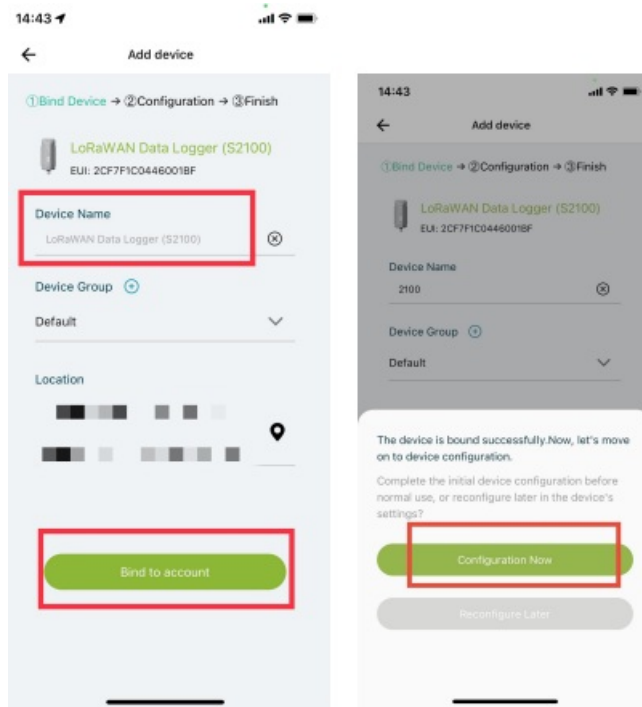 14:43
Add device
①Bind Device → ②Configuration → ③Finish
LoRaWAN Data Logger (S2100)
EUI: 2CF7F1C0446001BF
Device Name
LoRaWAN Data Logger (S2100)
Device Group
Default
Location
Bind to account
14:43
Add device
①Bind Device → ②Configuration → ③Finish
LoRaWAN Data Logger (S2100)
EUI: 2CF7F1C0446001BF
Device Name
2100
Device Group
Default
The device is bound successfully.Now, let's move
on to device configuration.
Complete the initial device configuration before
normal use, or reconfigure later in the device's
settings?
Configuration Now
Reconfigure Later